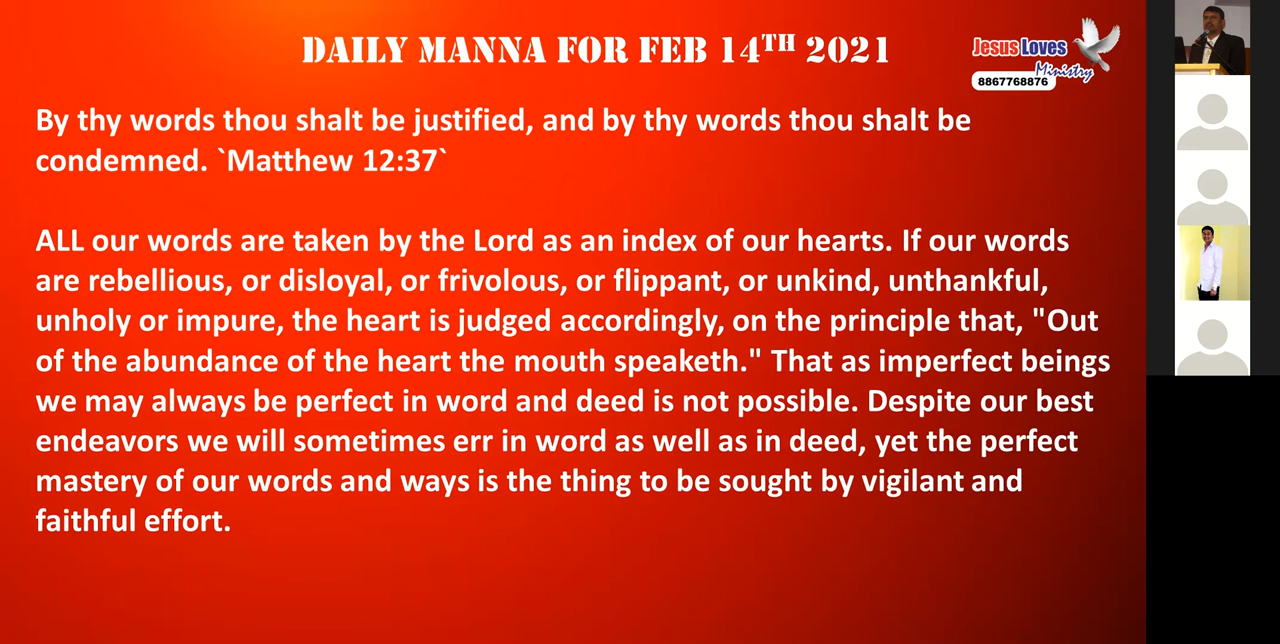 DAILY MANNA FOR FEB 14TH 2021
Jesus Loves
Ministry
8867768876
By thy words thou shalt be justified, and by thy words thou shalt be
condemned. `Matthew 12:37`
ALL our words are taken by the Lord as an index of our hearts. If our words
are rebellious, or disloyal, or frivolous, or flippant, or unkind, unthankful,
unholy or impure, the heart is judged accordingly, on the principle that, "Out
of the abundance of the heart the mouth speaketh." That as imperfect beings
we may always be perfect in word and deed is not possible. Despite our best
endeavors we will sometimes err in word as well as in deed, yet the perfect
mastery of our words and ways is the thing to be sought by vigilant and
faithful effort.